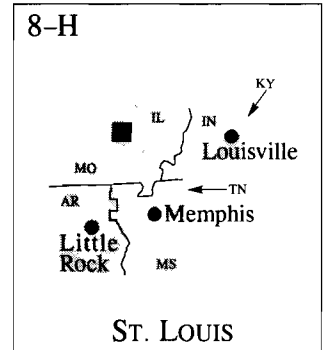 8-H
KY
IL
IN
Louisville
MO
TN
AR
Memphis
Little
Rock
MS
ST. LOUIS